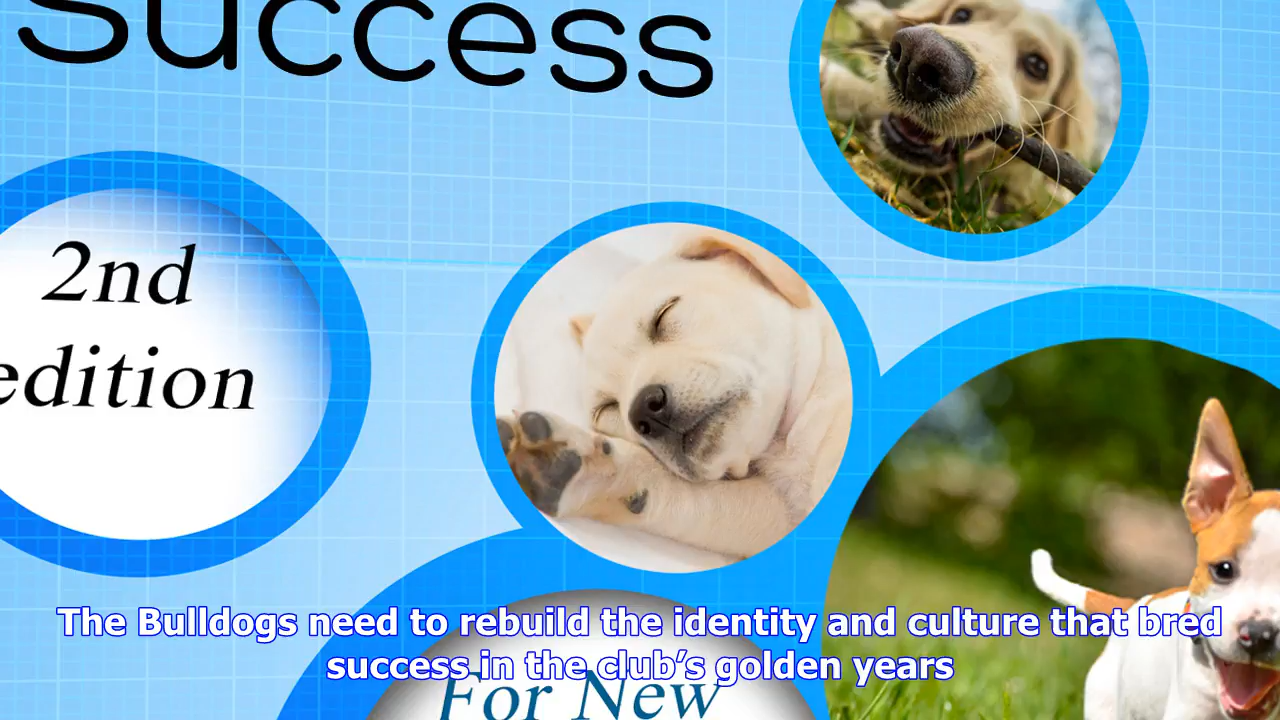 Success
2nd
edition
The Bulldogs need to rebuild the identity and culture that bred
success in the club’s golden years
For New